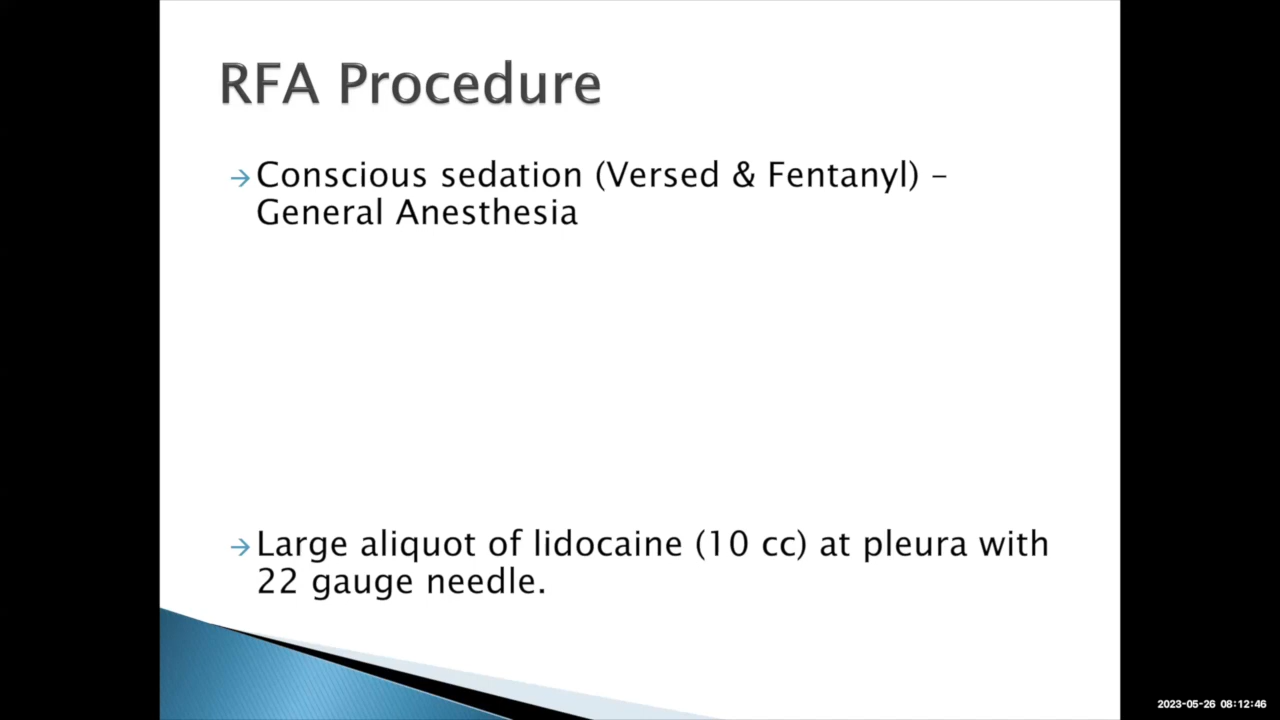 RFA Procedure
→Conscious sedation (Versed & Fentanyl) –
General Anesthesia
→Large aliquot of lidocaine (10 cc) at pleura with
22 gauge needle.
2023-05-26 08:12:46